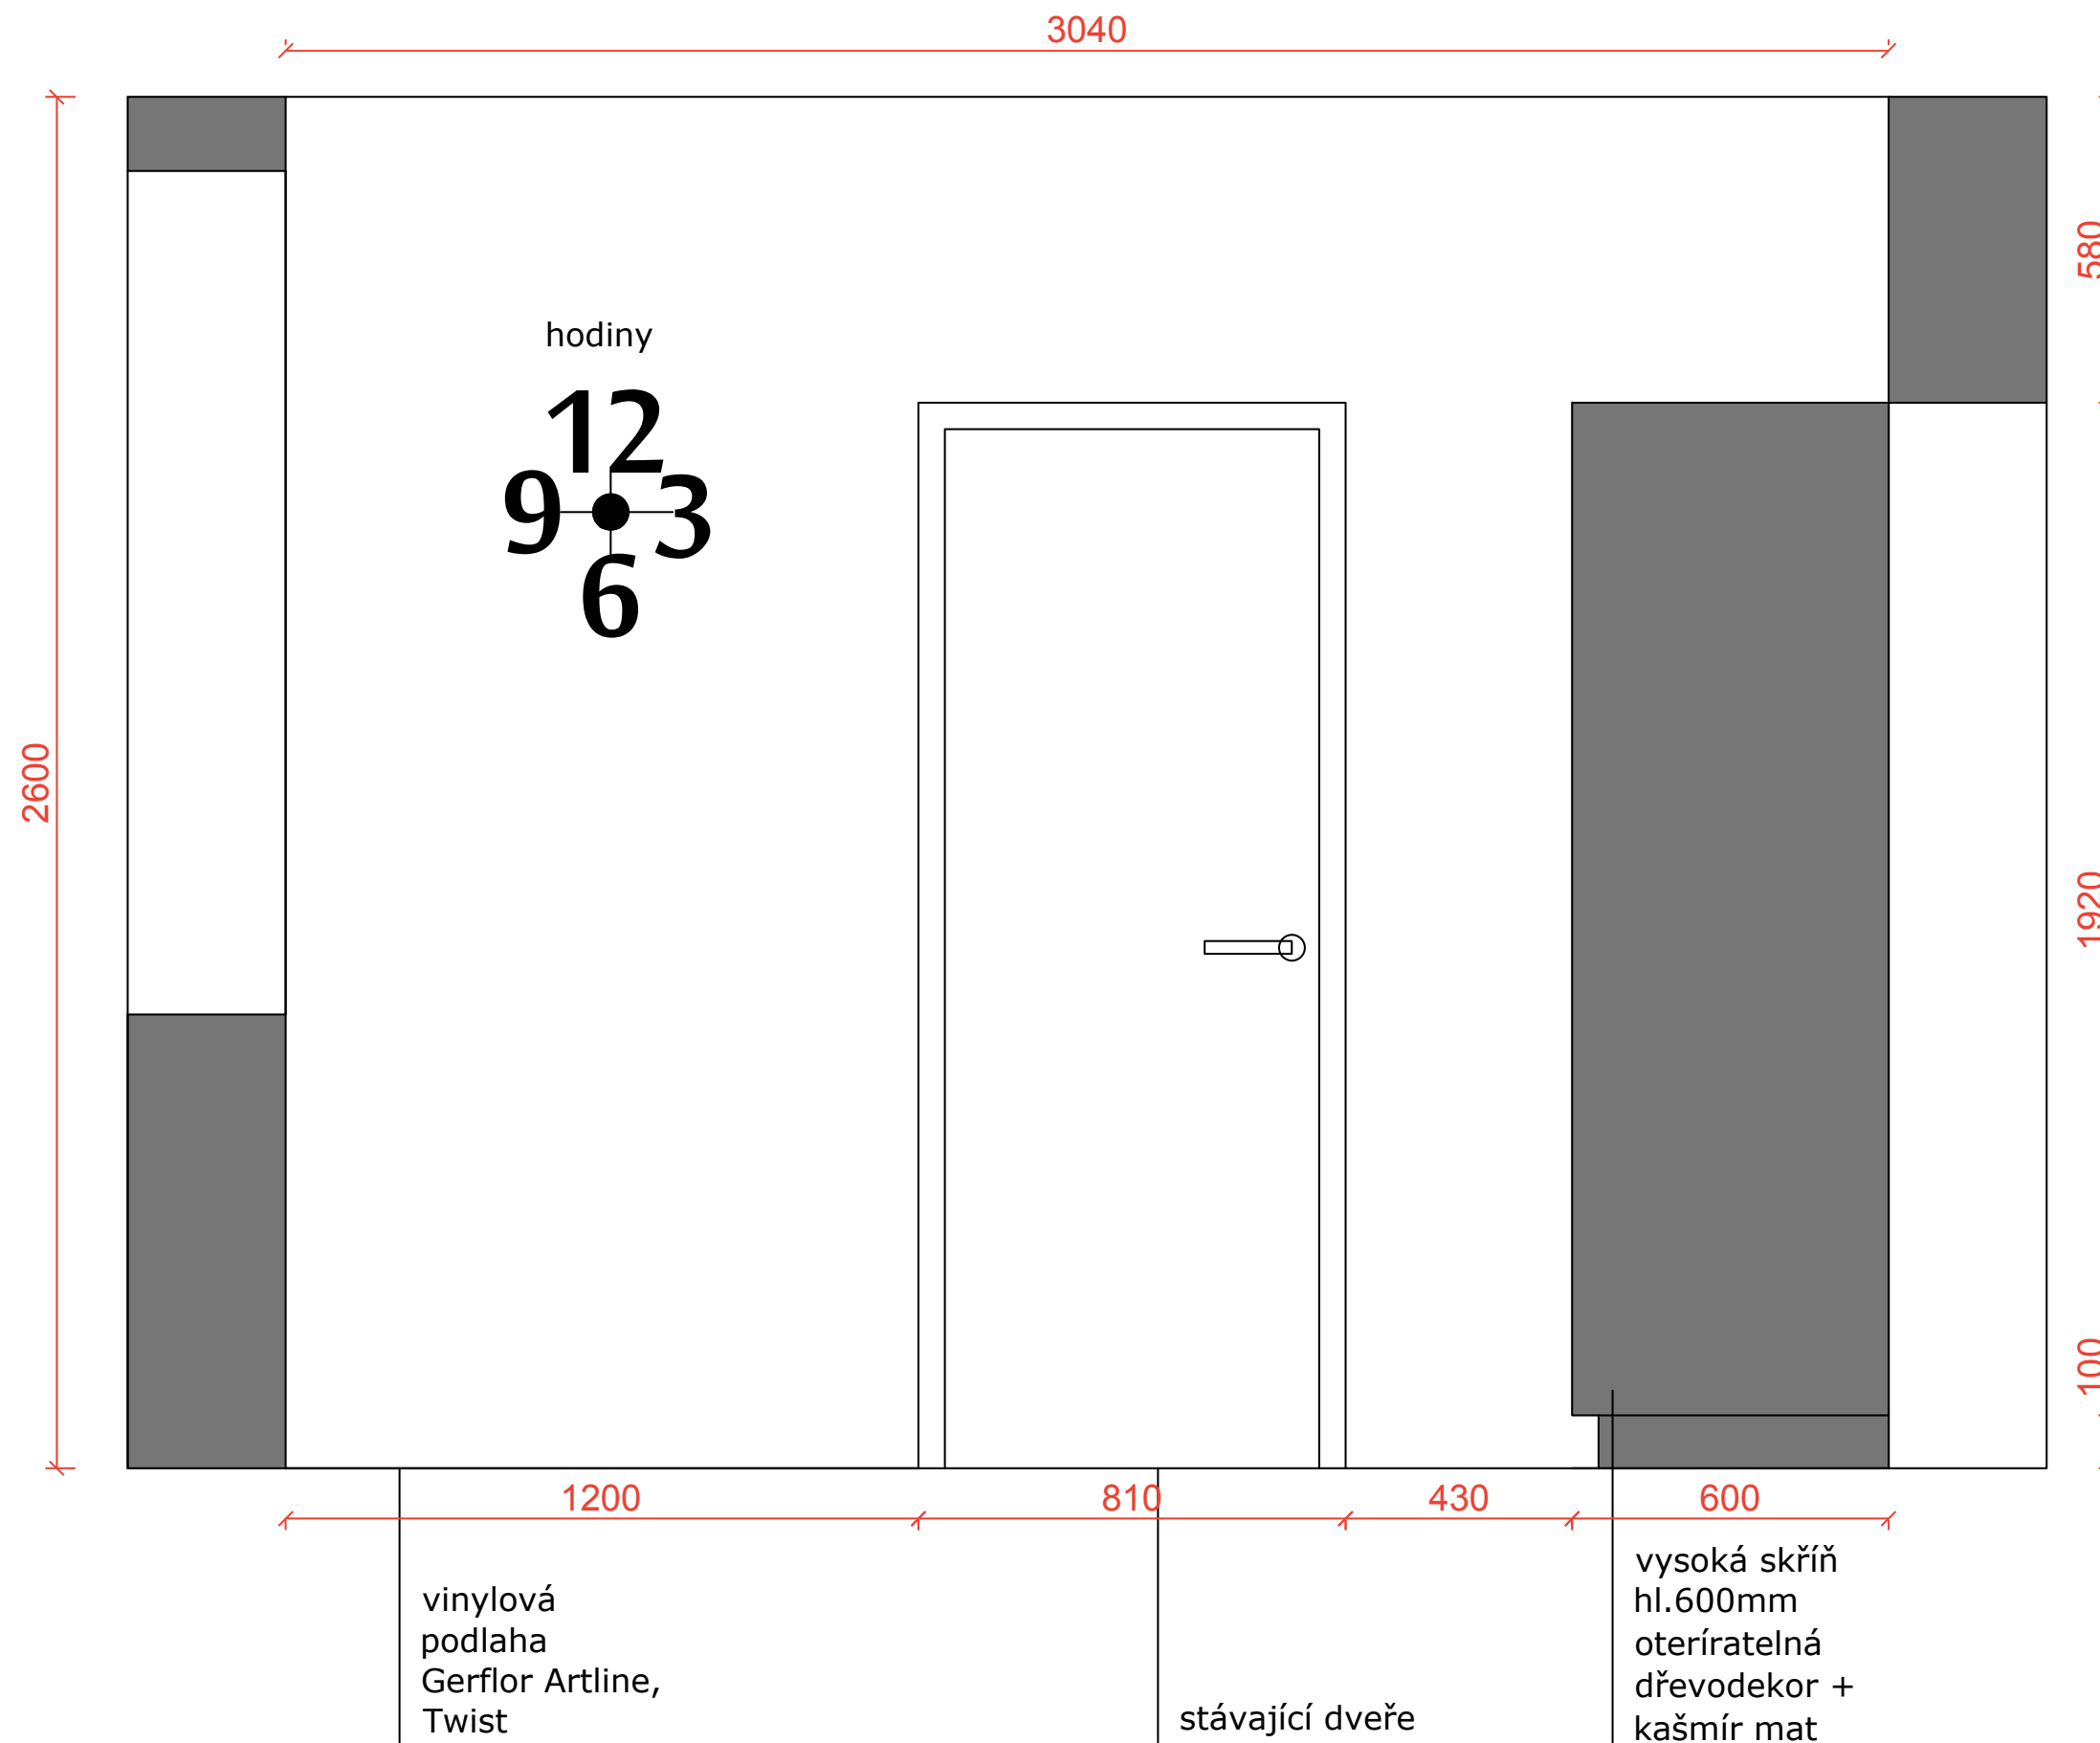 3040
580
hodiny
12
9 3
6
2600
1920
100
1200 810 430 600
vinylová
podlaha
Gerflor Artline,
Twist
stávající dveře
vysoká skříň
hl.600mm
oteríratelná
dřevodekor +
kašmír mat